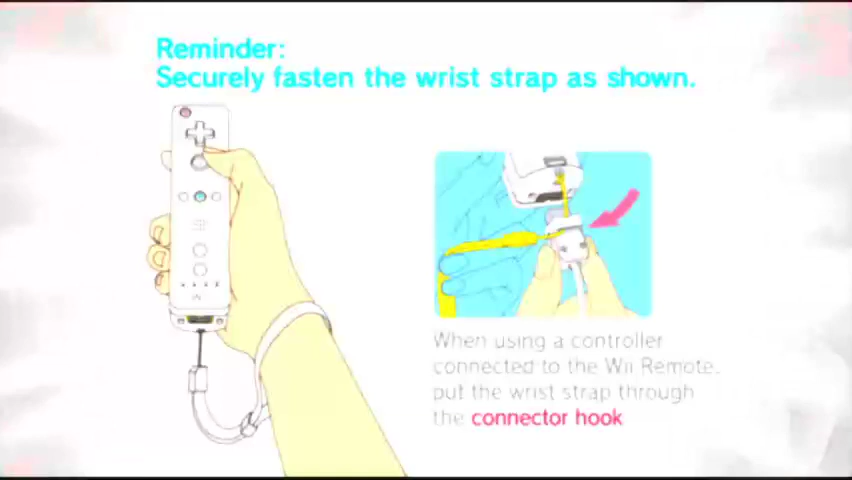 Reminder:
Securely fasten the wrist strap as shown.
When using a controller
connected to the Wii Remote,
put the wrist strap through
the connector hook